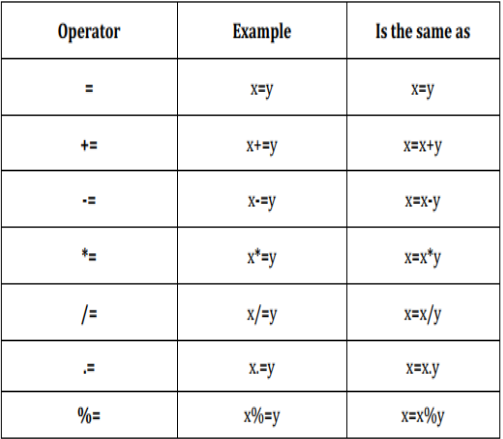 Operator Example Is the same as
= x=y x=y
+= x+=y x=x+y
-= x-=y x=x-y
*= x*=y x=x*y
/= x/=y x=x/y
.= x.=y x=x.y
%= x%=y x=x%y